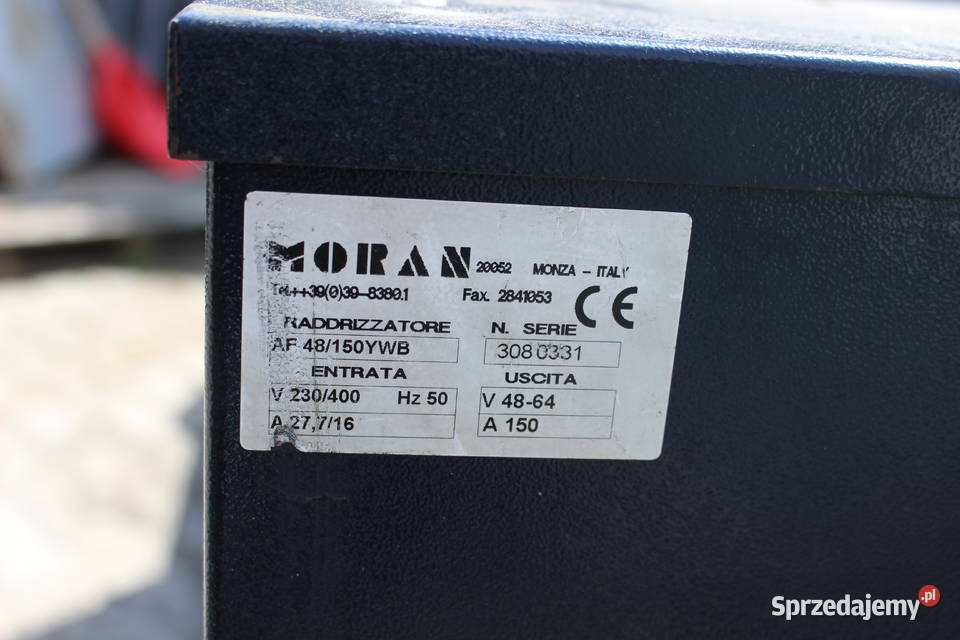 MORAN 20052 MONZA - ITALY
Tel.++39(0)39-8380.1 Fax. 2841053 CE
RADDRIZZATORE N. SERIE
AF 48/150YWB 3080331
ENTRATA USCITA
V 230/400 Hz 50 V 48-64
A 27,7/16 A 150
Sprzedajemy.pl